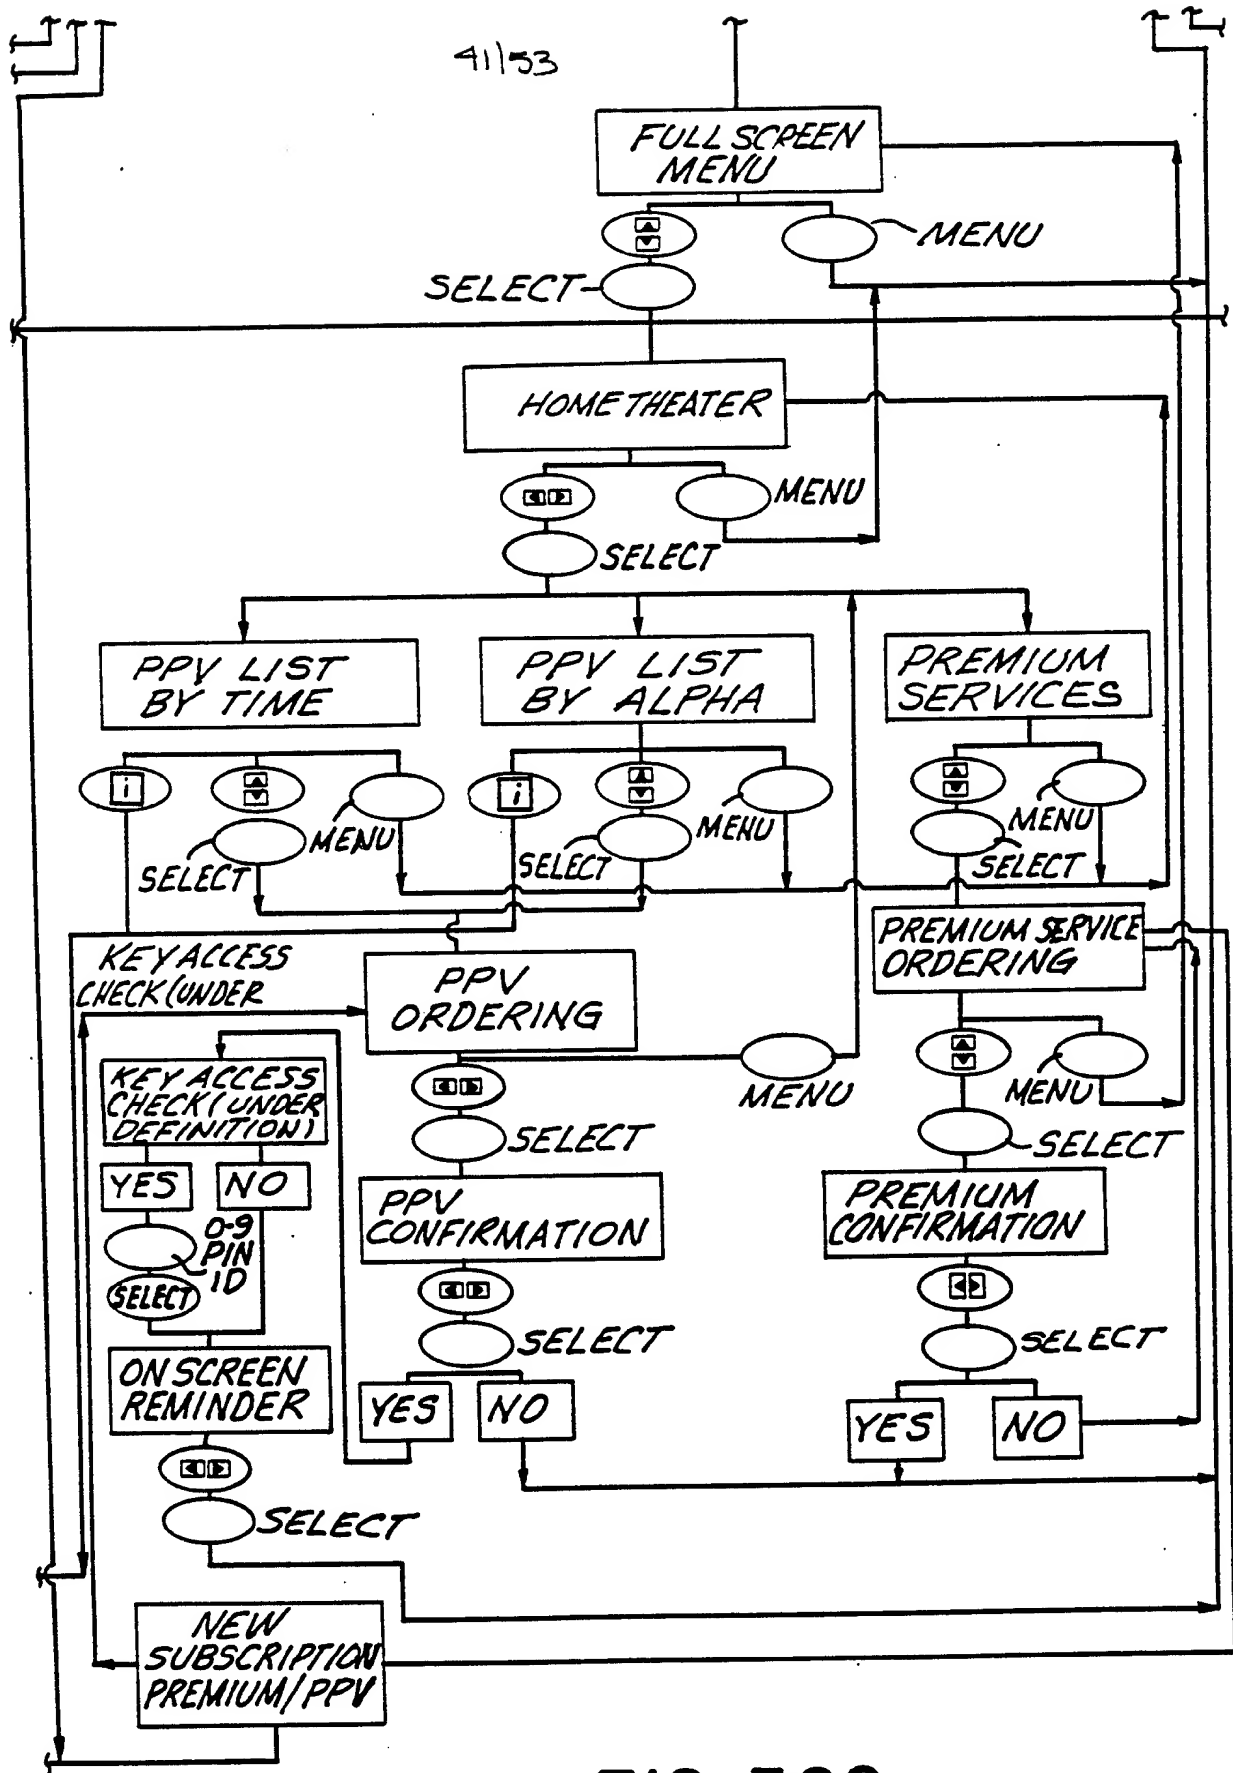 41/53
FULL SCREEN
MENU
MENU
SELECT
HOME THEATER
MENU
SELECT
PPV LIST
BY TIME
PPV LIST
BY ALPHA
PREMIUM
SERVICES
i
MENU
SELECT
i
MENU
SELECT
MENU
SELECT
KEY ACCESS
CHECK (UNDER
PPV
ORDERING
PREMIUM SERVICE
ORDERING
MENU
MENU
KEY ACCESS
CHECK (UNDER
DEFINITION)
SELECT
SELECT
YES
NO
PPV
CONFIRMATION
PREMIUM
CONFIRMATION
0-9
PIN
ID
SELECT
SELECT
SELECT
ON SCREEN
REMINDER
YES
NO
YES
NO
SELECT
NEW
SUBSCRIPTION
PREMIUM/PPV